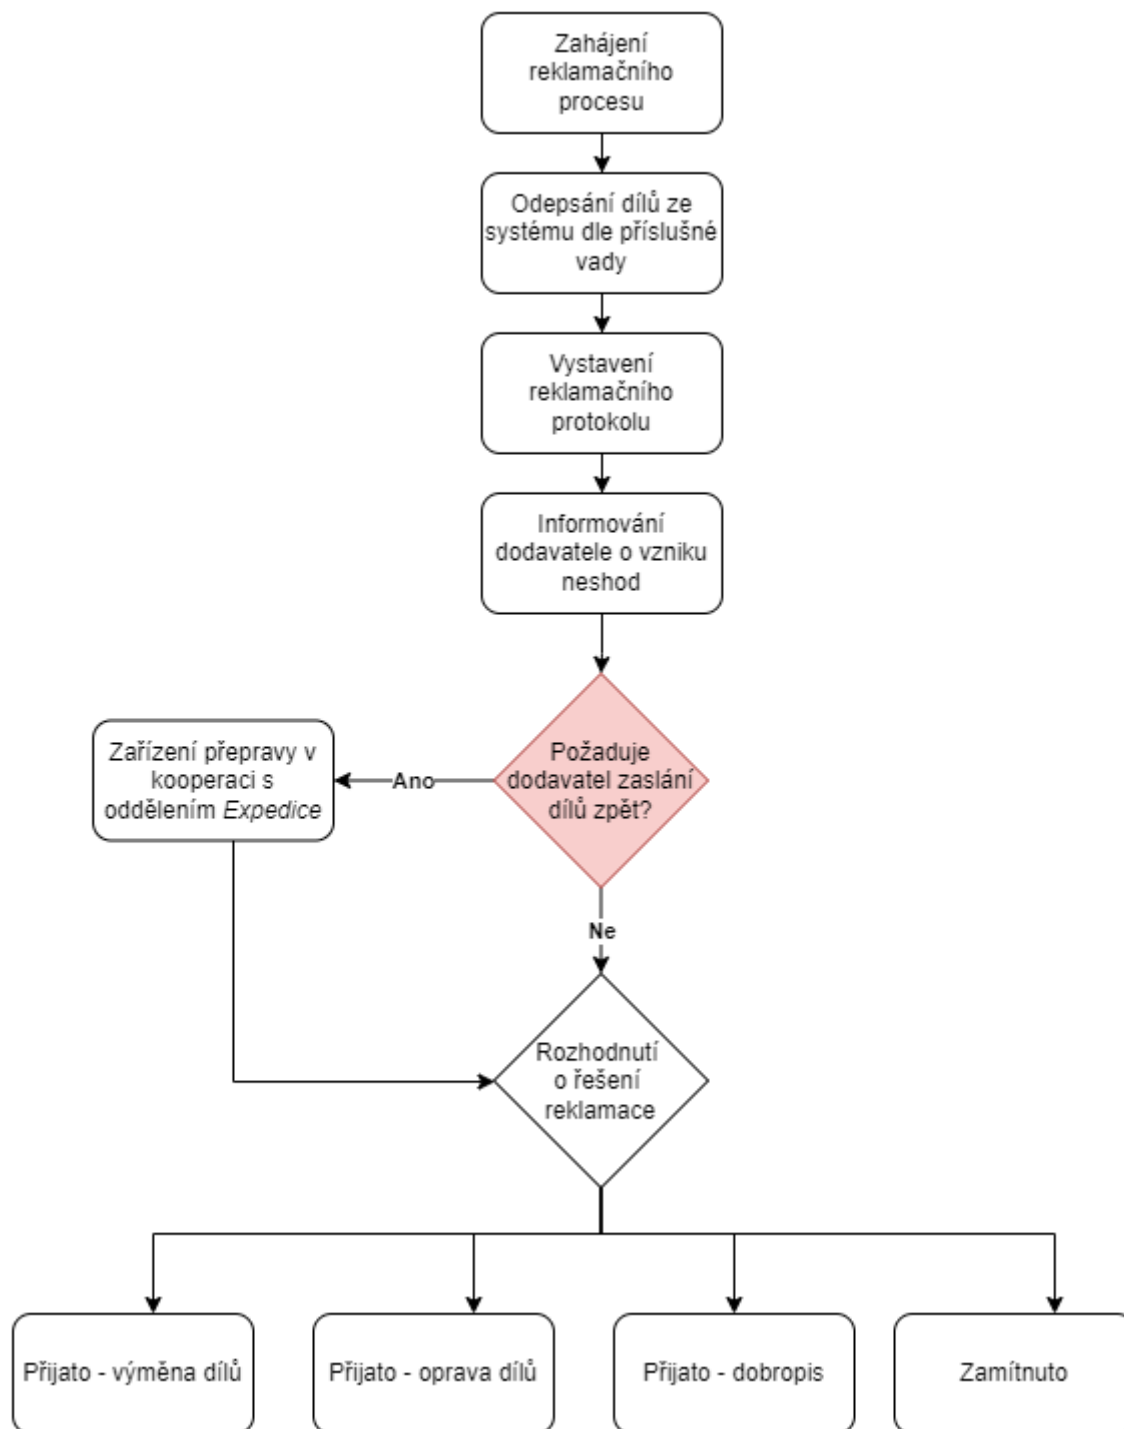 Zahájení
reklamačního
procesu
Odepsání dílů ze
systému dle příslušné
vady
Vystavení
reklamačního
protokolu
Informování
dodavatele o vzniku
neshod
Požaduje
dodavatel zaslání
dílů zpět?
Ano
Zařízení přepravy v
kooperaci s
oddělením Expedice
Ne
Rozhodnutí
o řešení
reklamace
Přijato - výměna dílů
Přijato - oprava dílů
Přijato - dobropis
Zamítnuto